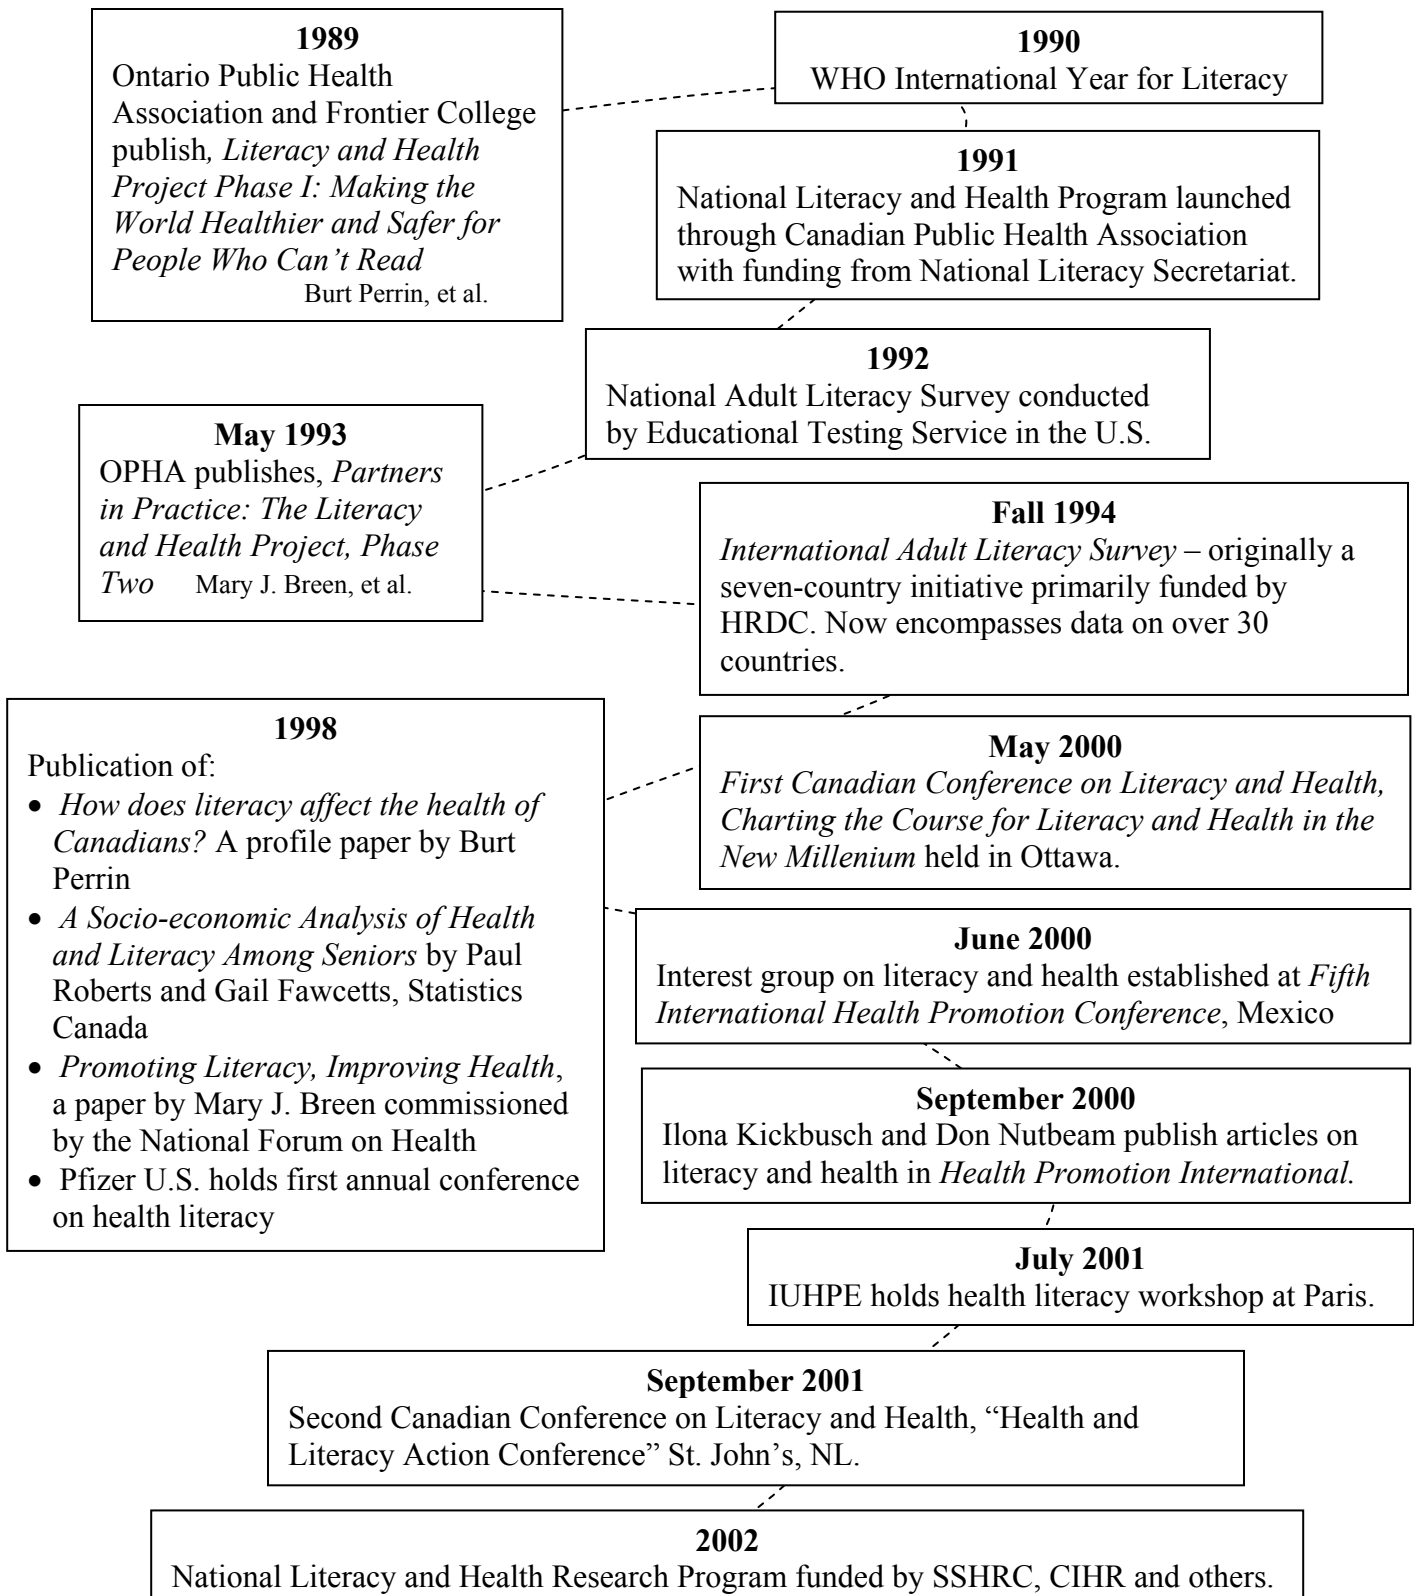 1989
Ontario Public Health
Association and Frontier College
publish, Literacy and Health
Project Phase I: Making the
World Healthier and Safer for
People Who Can’t Read
Burt Perrin, et al.
1990
WHO International Year for Literacy
1991
National Literacy and Health Program launched
through Canadian Public Health Association
with funding from National Literacy Secretariat.
1992
National Adult Literacy Survey conducted
by Educational Testing Service in the U.S.
May 1993
OPHA publishes, Partners
in Practice: The Literacy
and Health Project, Phase
Two Mary J. Breen, et al.
Fall 1994
International Adult Literacy Survey – originally a
seven-country initiative primarily funded by
HRDC. Now encompasses data on over 30
countries.
1998
Publication of:
• How does literacy affect the health of
Canadians? A profile paper by Burt
Perrin
• A Socio-economic Analysis of Health
and Literacy Among Seniors by Paul
Roberts and Gail Fawcetts, Statistics
Canada
• Promoting Literacy, Improving Health,
a paper by Mary J. Breen commissioned
by the National Forum on Health
• Pfizer U.S. holds first annual conference
on health literacy
May 2000
First Canadian Conference on Literacy and Health,
Charting the Course for Literacy and Health in the
New Millenium held in Ottawa.
June 2000
Interest group on literacy and health established at Fifth
International Health Promotion Conference, Mexico
September 2000
Ilona Kickbusch and Don Nutbeam publish articles on
literacy and health in Health Promotion International.
July 2001
IUHPE holds health literacy workshop at Paris.
September 2001
Second Canadian Conference on Literacy and Health, “Health and
Literacy Action Conference” St. John’s, NL.
2002
National Literacy and Health Research Program funded by SSHRC, CIHR and others.